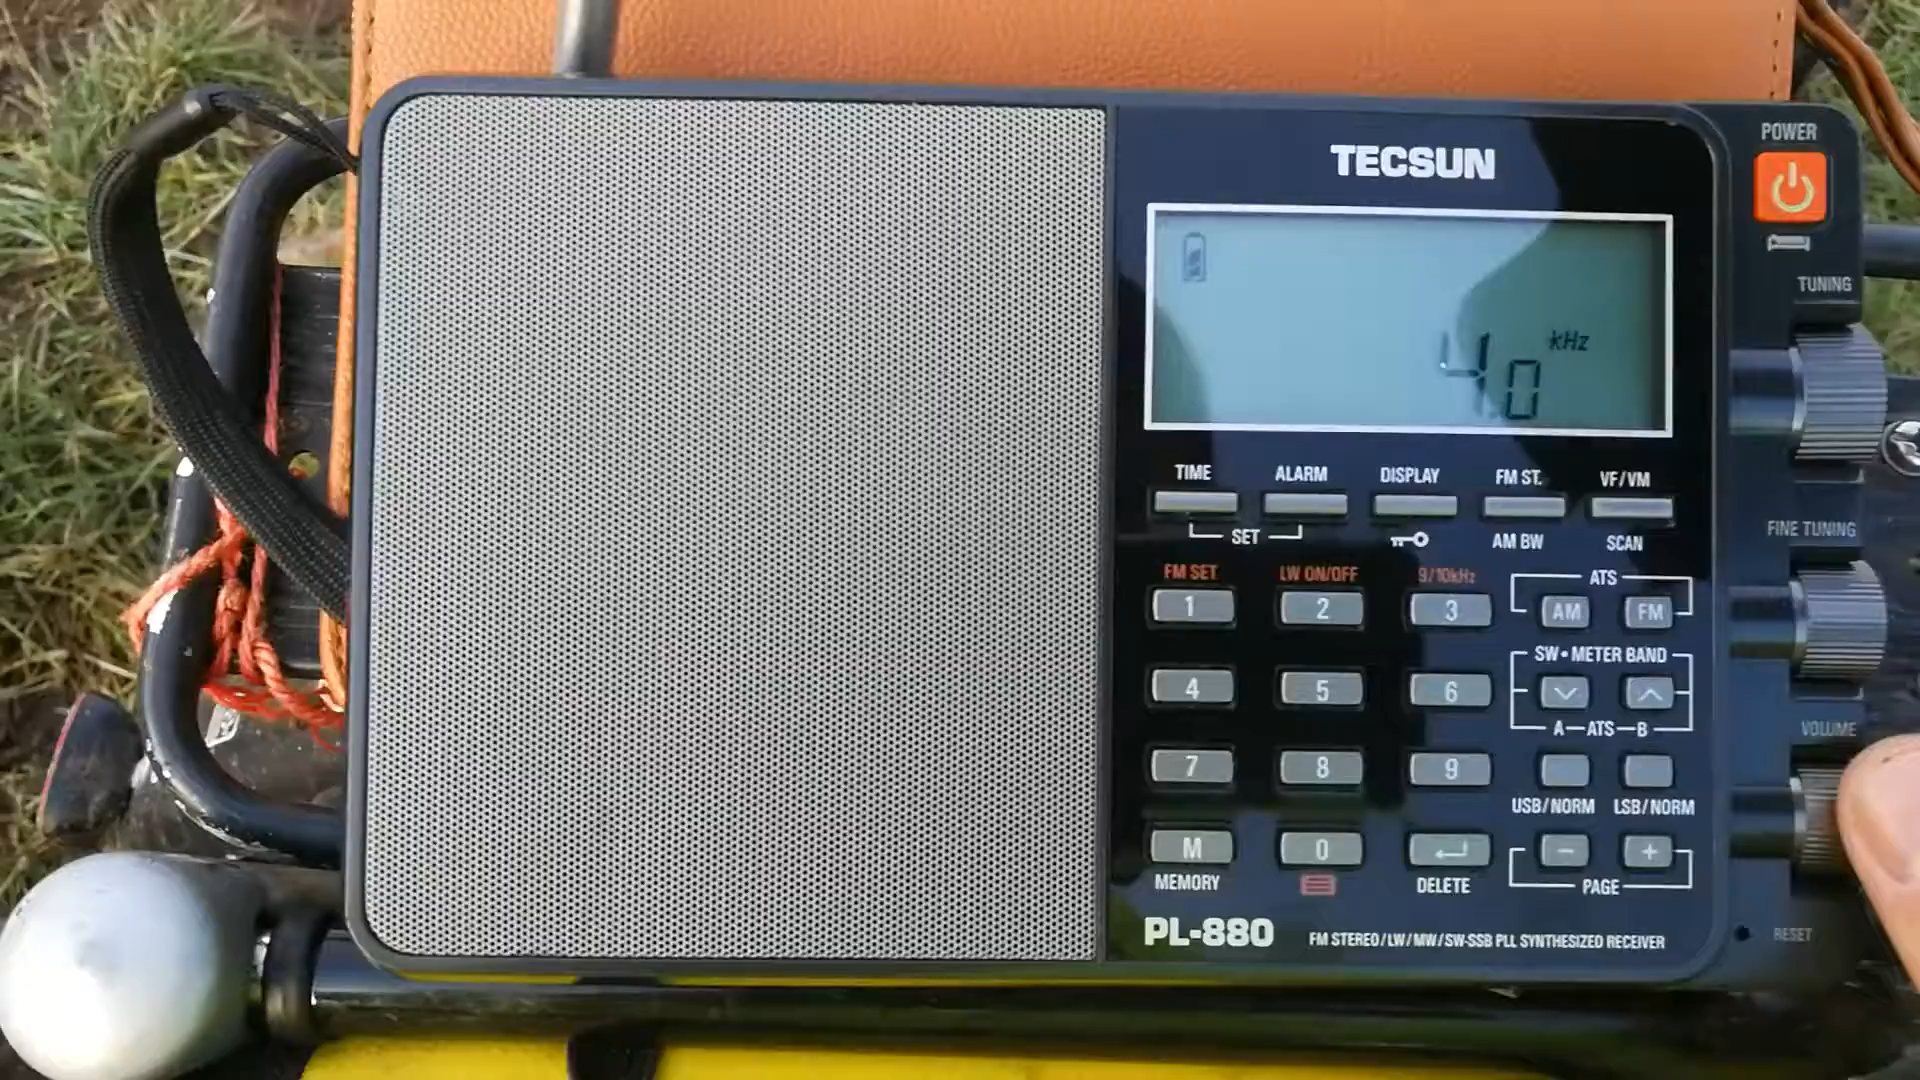 POWER
TECSUN
TUNING
kHz
4.0
TIME ALARM DISPLAY FM ST. VF/VM
SET AM BW SCAN
FINE TUNING
FM SET LW ON/OFF 9/10kHz ATS
1 2 3 AM FM
SW•METER BAND
4 5 6
A—ATS—B
VOLUME
7 8 9
USB/NORM LSB/NORM
M 0 - +
MEMORY DELETE PAGE
PL-880 FM STEREO/LW/MW/SW-SSB PLL SYNTHESIZED RECEIVER
RESET